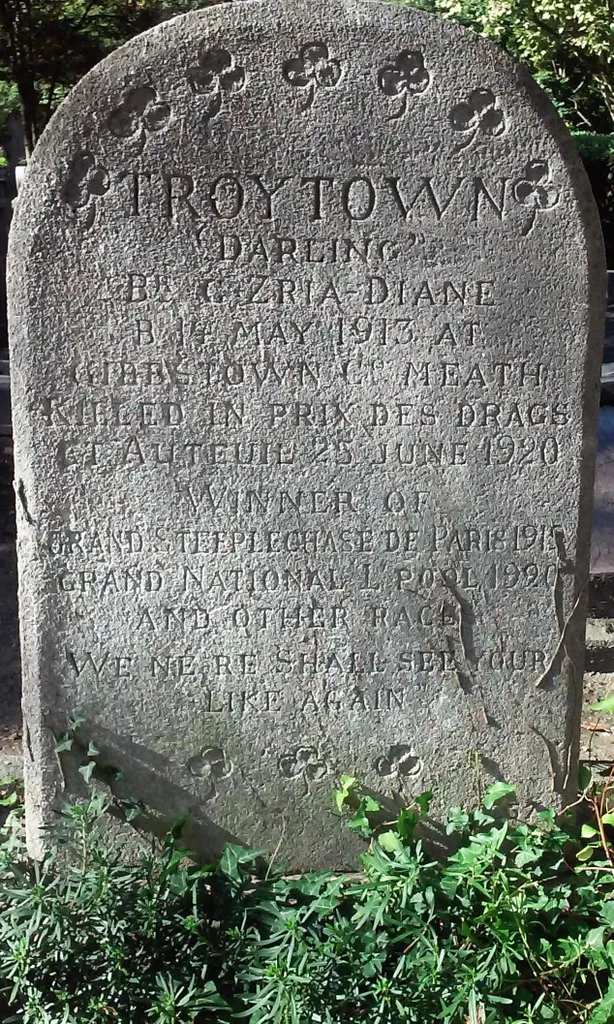 TROYTOWN
"DARLING"
BR G ZRIA-DIANE
B 14 MAY 1913 AT
GIBBSTOWN Co MEATH
KILLED IN PRIX DES DRAGS
AT AUTEUIL 25 JUNE 1920
WINNER OF
GRAND STEEPLECHASE DE PARIS 1919
GRAND NATIONAL L'POOL 1920
AND OTHER RACES
WE NE'RE SHALL SEE YOUR
LIKE AGAIN